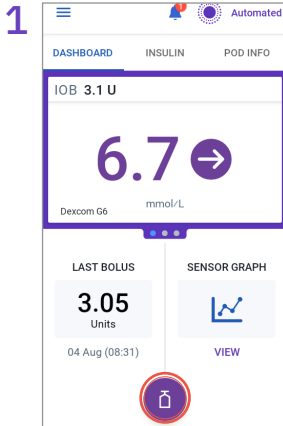 1
Automated
DASHBOARD INSULIN POD INFO
IOB 3.1 U
6.7
mmol/L
Dexcom G6
LAST BOLUS SENSOR GRAPH
3.05
Units
04 Aug (08:31) VIEW